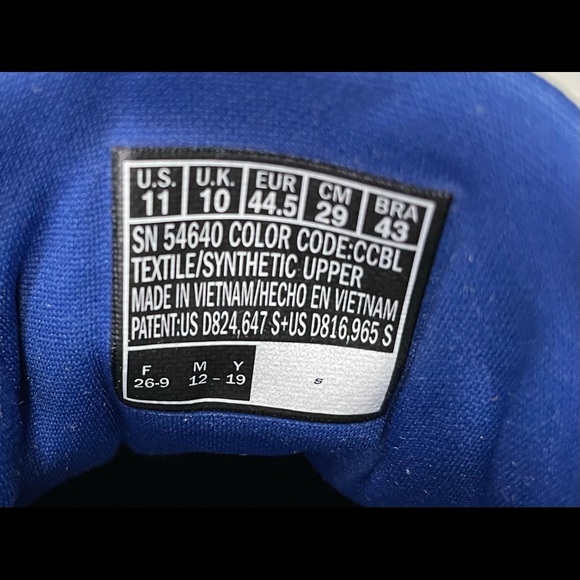 U.S. U.K. EUR CM BRA
11 10 44.5 29 43
SN 54640 COLOR CODE:CCBL
TEXTILE/SYNTHETIC UPPER
MADE IN VIETNAM/HECHO EN VIETNAM
PATENT:US D824,647 S+US D816,965 S
F M Y
26-9 12 - 19 S